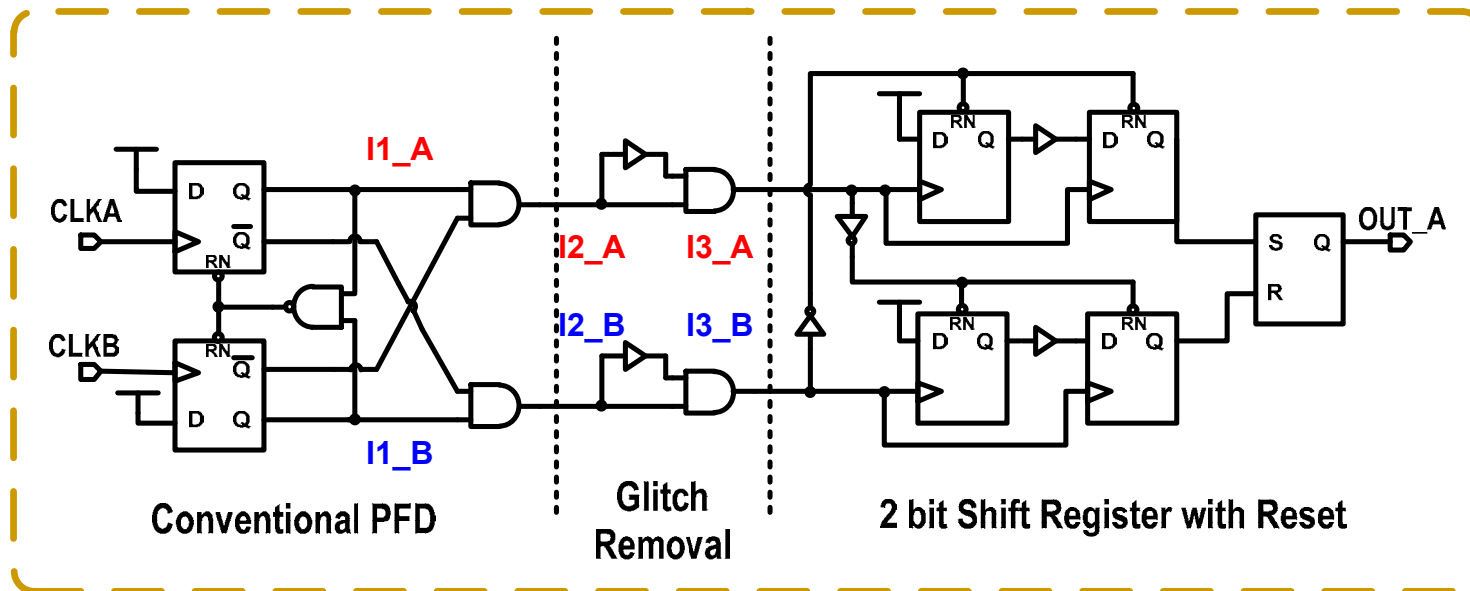 I1_A
D
Q
CLKA
Q
RN
CLKB
RN
Q
D
Q
I1_B
Conventional PFD
I2_A
I3_A
I2_B
I3_B
Glitch
Removal
RN
D
Q
RN
D
Q
RN
D
Q
RN
D
Q
S
Q
R
OUT_A
2 bit Shift Register with Reset